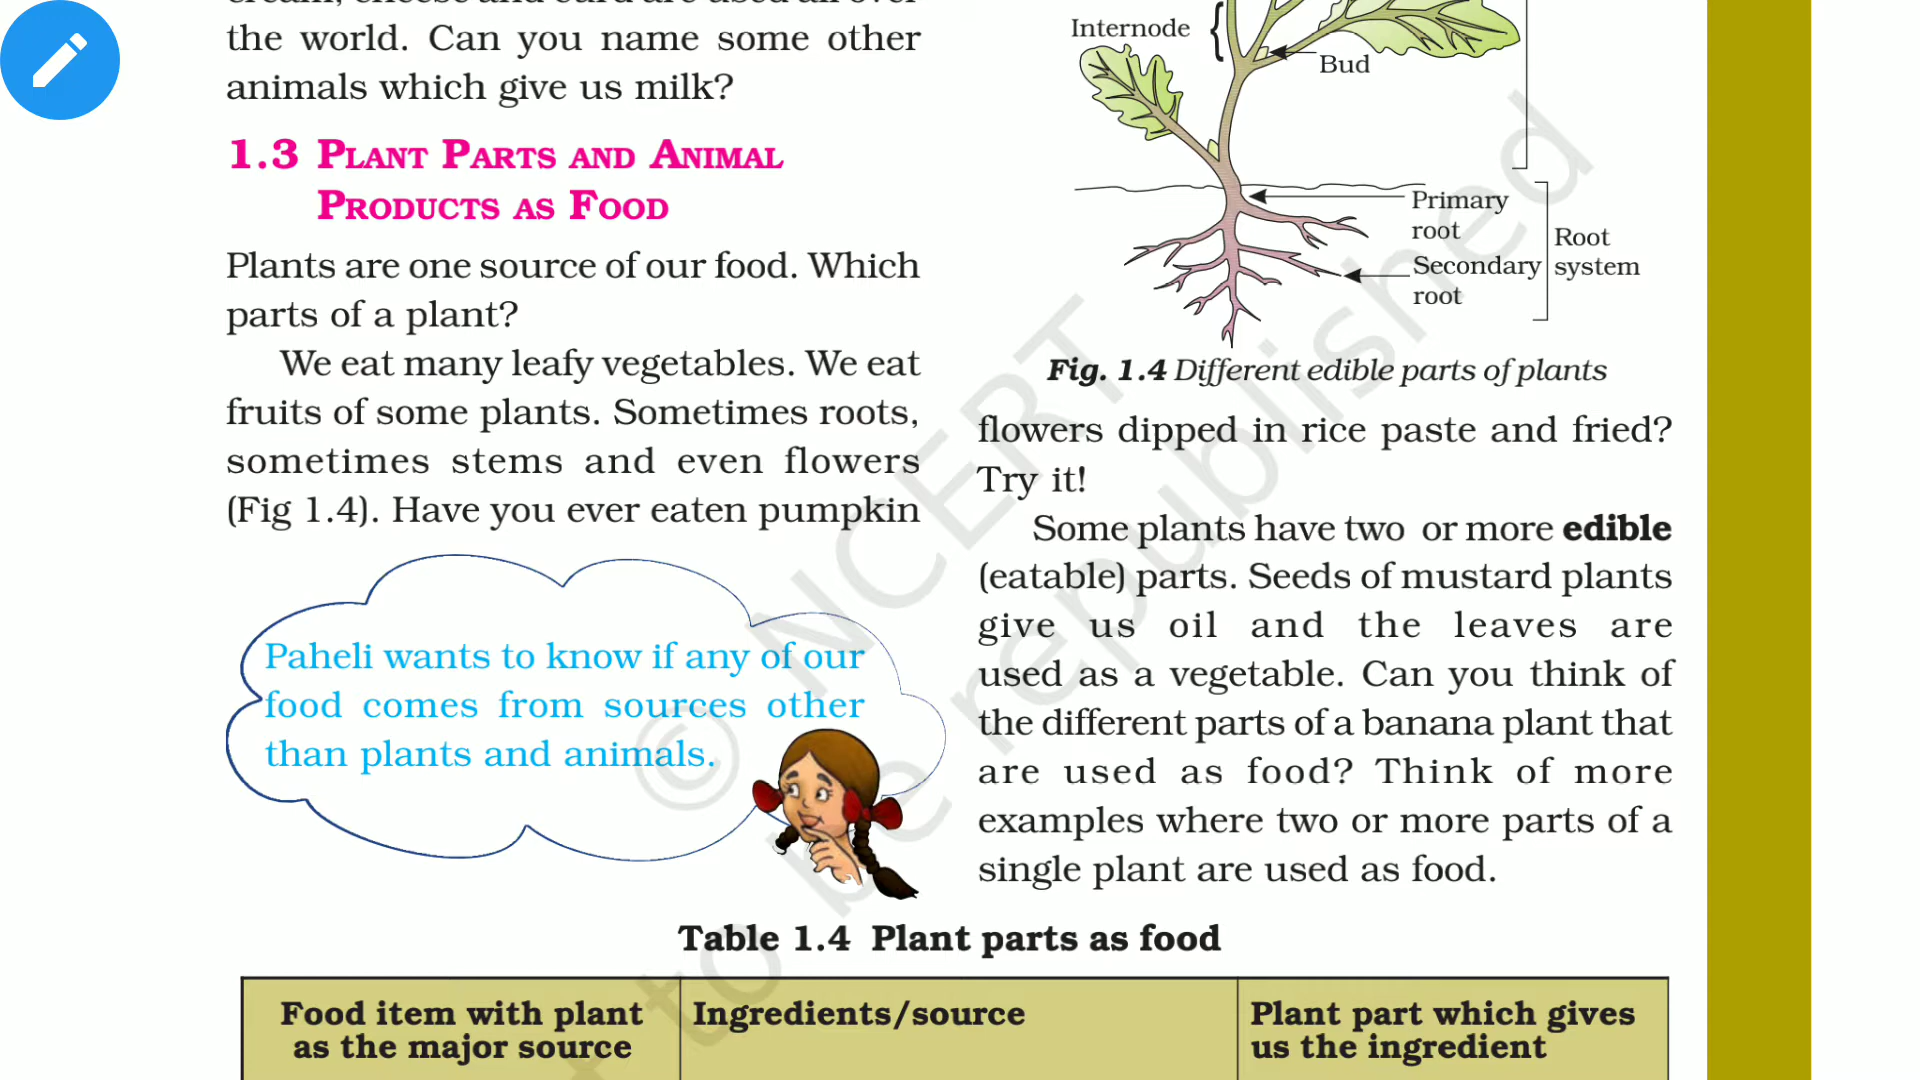 the world. Can you name some other
animals which give us milk?
1.3 PLANT PARTS AND ANIMAL
PRODUCTS AS FOOD
Plants are one source of our food. Which
parts of a plant?
We eat many leafy vegetables. We eat
fruits of some plants. Sometimes roots,
sometimes stems and even flowers
(Fig 1.4). Have you ever eaten pumpkin
Paheli wants to know if any of our
food comes from sources other
than plants and animals.
Internode
Bud
Primary
root
Secondary
root
Root
system
Fig. 1.4 Different edible parts of plants
flowers dipped in rice paste and fried?
Try it!
Some plants have two or more edible
(eatable) parts. Seeds of mustard plants
give us oil and the leaves are
used as a vegetable. Can you think of
the different parts of a banana plant that
are used as food? Think of more
examples where two or more parts of a
single plant are used as food.
Table 1.4 Plant parts as food
Food item with plant
as the major source
Ingredients/source
Plant part which gives
us the ingredient
© NCERT
to be republished